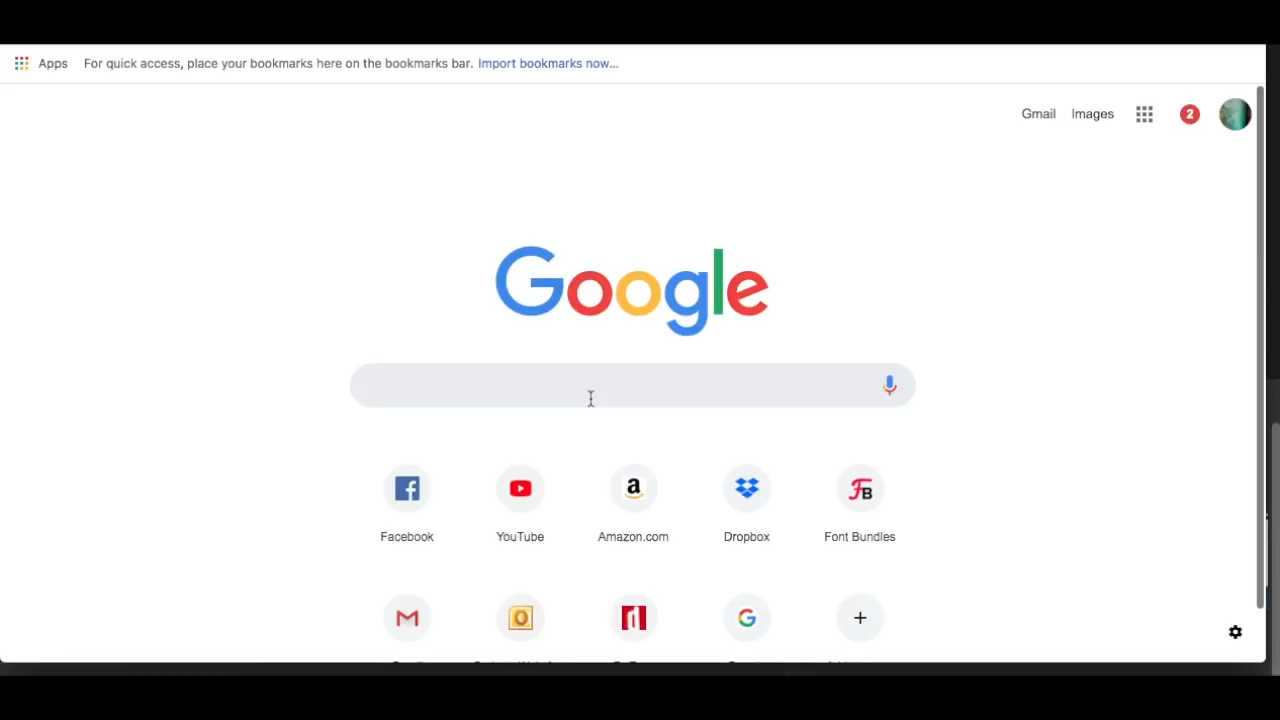 Apps For quick access, place your bookmarks here on the bookmarks bar. Import bookmarks now...
Gmail Images 2
Google
Facebook YouTube Amazon.com Dropbox Font Bundles